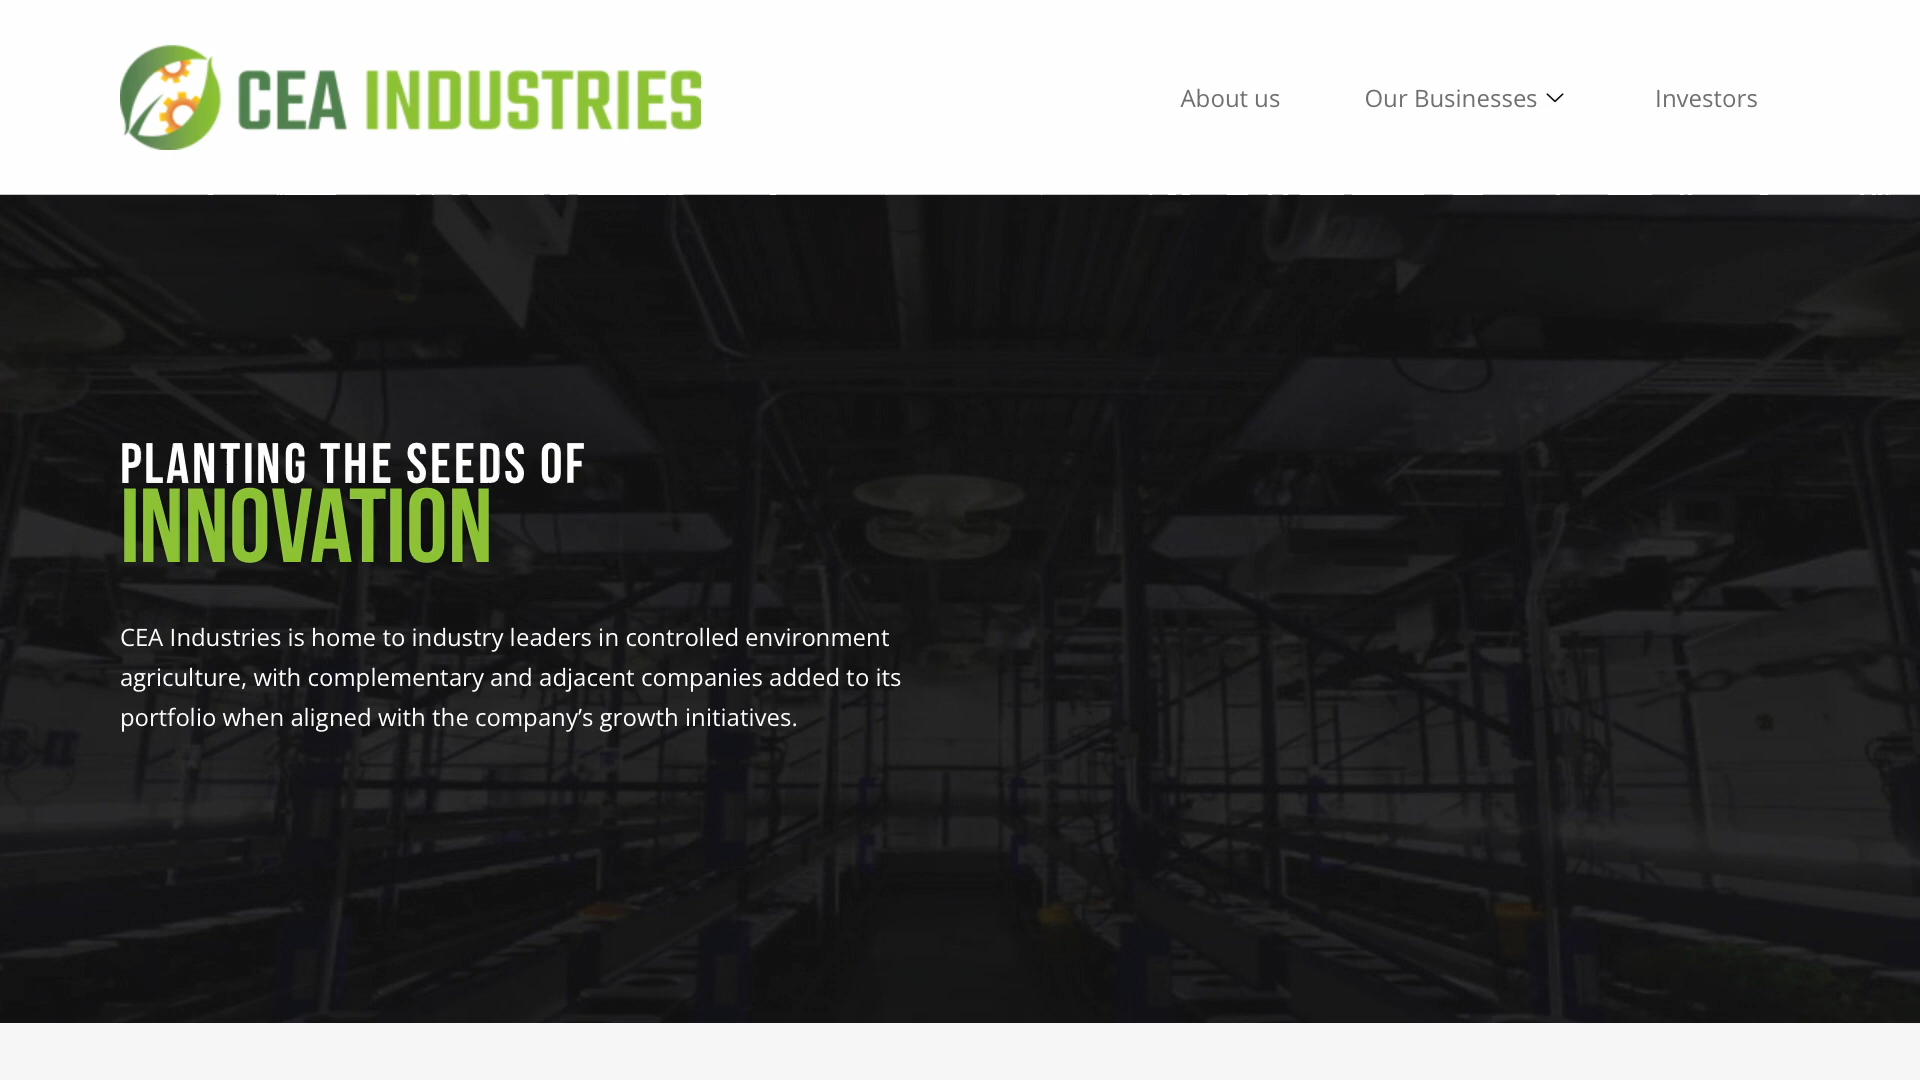 CEA INDUSTRIES
About us
Our Businesses
Investors
PLANTING THE SEEDS OF
INNOVATION
CEA Industries is home to industry leaders in controlled environment
agriculture, with complementary and adjacent companies added to its
portfolio when aligned with the company’s growth initiatives.